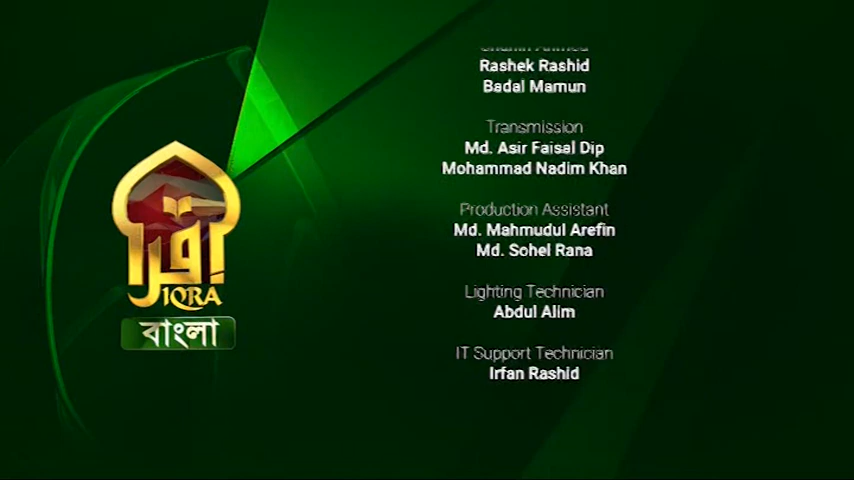 اقرأ
IQRA
বাংলা
Rashek Rashid
Badal Mamun
Transmission
Md. Asir Faisal Dip
Mohammad Nadim Khan
Production Assistant
Md. Mahmudul Arefin
Md. Sohel Rana
Lighting Technician
Abdul Alim
IT Support Technician
Irfan Rashid